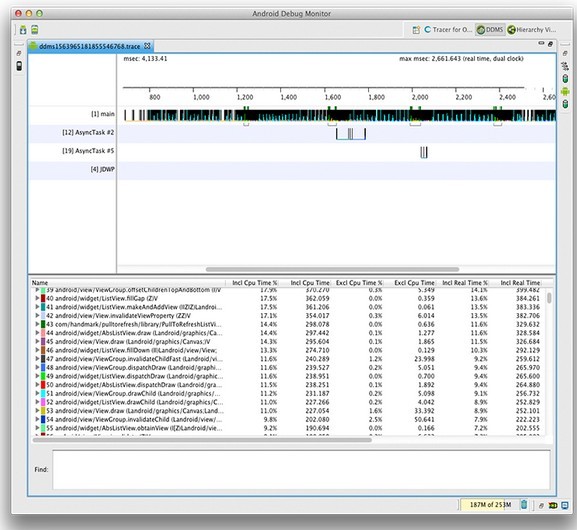 Android Debug Monitor
Tracer for O... DDMS Hierarchy Vi...
ddms1563965181855546768.trace
msec: 4,133.41 max msec: 2,661.643 (real time, dual clock)
800 1,000 1,200 1,400 1,600 1,800 2,000 2,200 2,400 2,60
[1] main
[12] AsyncTask #2
[19] AsyncTask #5
[4] JDWP
Name Incl Cpu Time % Incl Cpu Time Excl Cpu Time % Excl Cpu Time Incl Real Time % Incl Real Time
39 android/view/ViewGroup.offsetChildrenTopAndBottom (I)V 17.9% 370.270 0.3% 5.349 14.1% 399.482
40 android/widget/ListView.fillGap (Z)V 17.5% 362.059 0.0% 0.359 13.6% 384.261
41 android/widget/ListView.makeAndAddView (IIZIZ)Landroi... 17.5% 361.206 0.0% 0.061 13.5% 383.336
42 android/view/View.invalidateViewProperty (ZZ)V 17.1% 354.017 0.3% 6.014 13.5% 382.706
43 com/handmark/pulltorefresh/library/PullToRefreshListVi... 14.4% 298.078 0.0% 0.636 11.6% 329.632
44 android/widget/AbsListView.draw (Landroid/graphics/Ca... 14.4% 297.442 0.1% 1.277 11.6% 328.584
45 android/view/View.draw (Landroid/graphics/Canvas;)V 14.3% 295.604 0.1% 1.865 11.5% 326.684
46 android/widget/ListView.fillDown (II)Landroid/view/View; 13.3% 274.710 0.0% 0.129 10.3% 292.129
47 android/view/ViewGroup.invalidateChildFast (Landroid/v... 11.6% 240.289 1.2% 23.998 9.2% 259.612
48 android/view/ViewGroup.dispatchDraw (Landroid/graphi... 11.6% 239.527 0.2% 5.051 9.4% 265.970
49 android/widget/ListView.dispatchDraw (Landroid/graphi... 11.5% 238.951 0.0% 0.700 9.4% 265.600
50 android/widget/AbsListView.dispatchDraw (Landroid/gra... 11.5% 238.251 0.1% 1.892 9.4% 264.880
51 android/view/ViewGroup.drawChild (Landroid/graphics/... 11.2% 231.187 0.2% 5.098 9.1% 256.732
52 android/widget/ListView.drawChild (Landroid/graphics/C... 11.0% 227.266 0.2% 4.042 8.9% 252.829
53 android/view/View.draw (Landroid/graphics/Canvas;Land... 11.0% 227.054 1.6% 33.392 8.9% 252.101
54 android/view/ViewGroup.invalidateChild (Landroid/view/... 9.8% 202.080 2.5% 50.641 7.9% 222.223
55 android/widget/AbsListView.obtainView (I[Z)Landroid/vie... 9.2% 190.694 0.0% 0.166 7.2% 202.555
Find:
187M of 253M